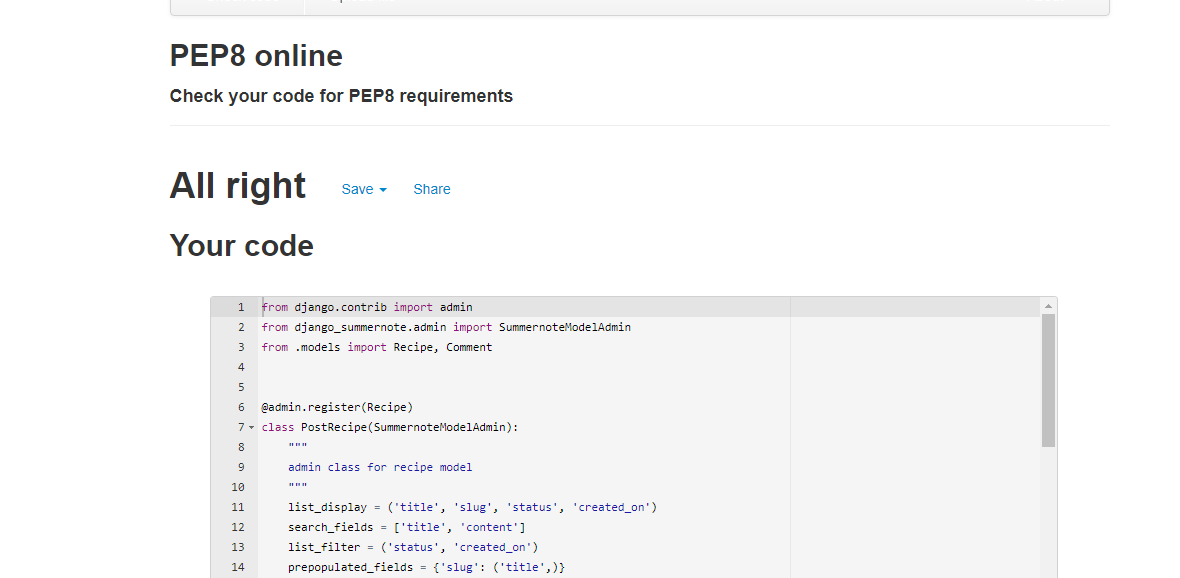 PEP8 online
Check your code for PEP8 requirements
All right Save Share
Your code
1 from django.contrib import admin
2 from django_summernote.admin import SummernoteModelAdmin
3 from .models import Recipe, Comment
4
5
6 @admin.register(Recipe)
7 class PostRecipe(SummernoteModelAdmin):
8 """
9 admin class for recipe model
10 """
11 list_display = ('title', 'slug', 'status', 'created_on')
12 search_fields = ['title', 'content']
13 list_filter = ('status', 'created_on')
14 prepopulated_fields = {'slug': ('title',)}